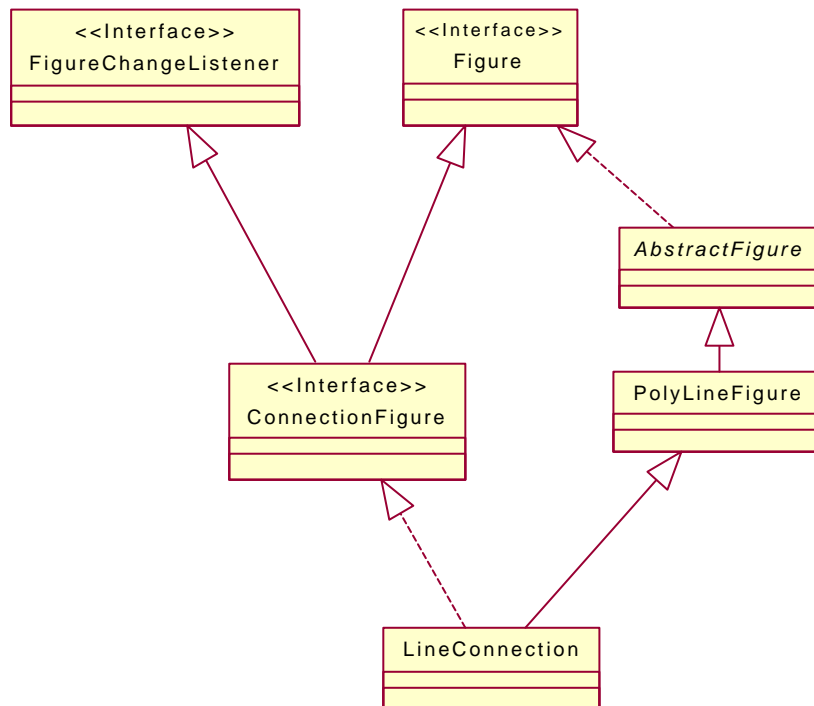 <<Interface>>
FigureChangeListener
<<Interface>>
Figure
AbstractFigure
<<Interface>>
ConnectionFigure
PolyLineFigure
LineConnection